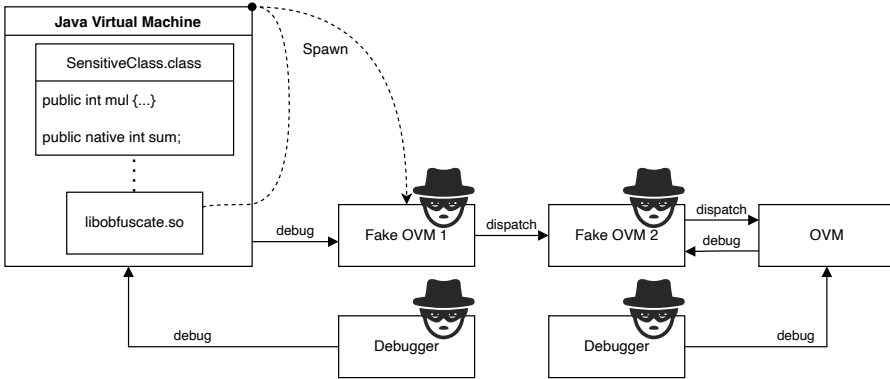 Java Virtual Machine
SensitiveClass.class
public int mul {...}
public native int sum;
libobfuscate.so
Spawn
debug
Fake OVM 1
dispatch
Fake OVM 2
dispatch
debug
OVM
debug
Debugger
Debugger
debug